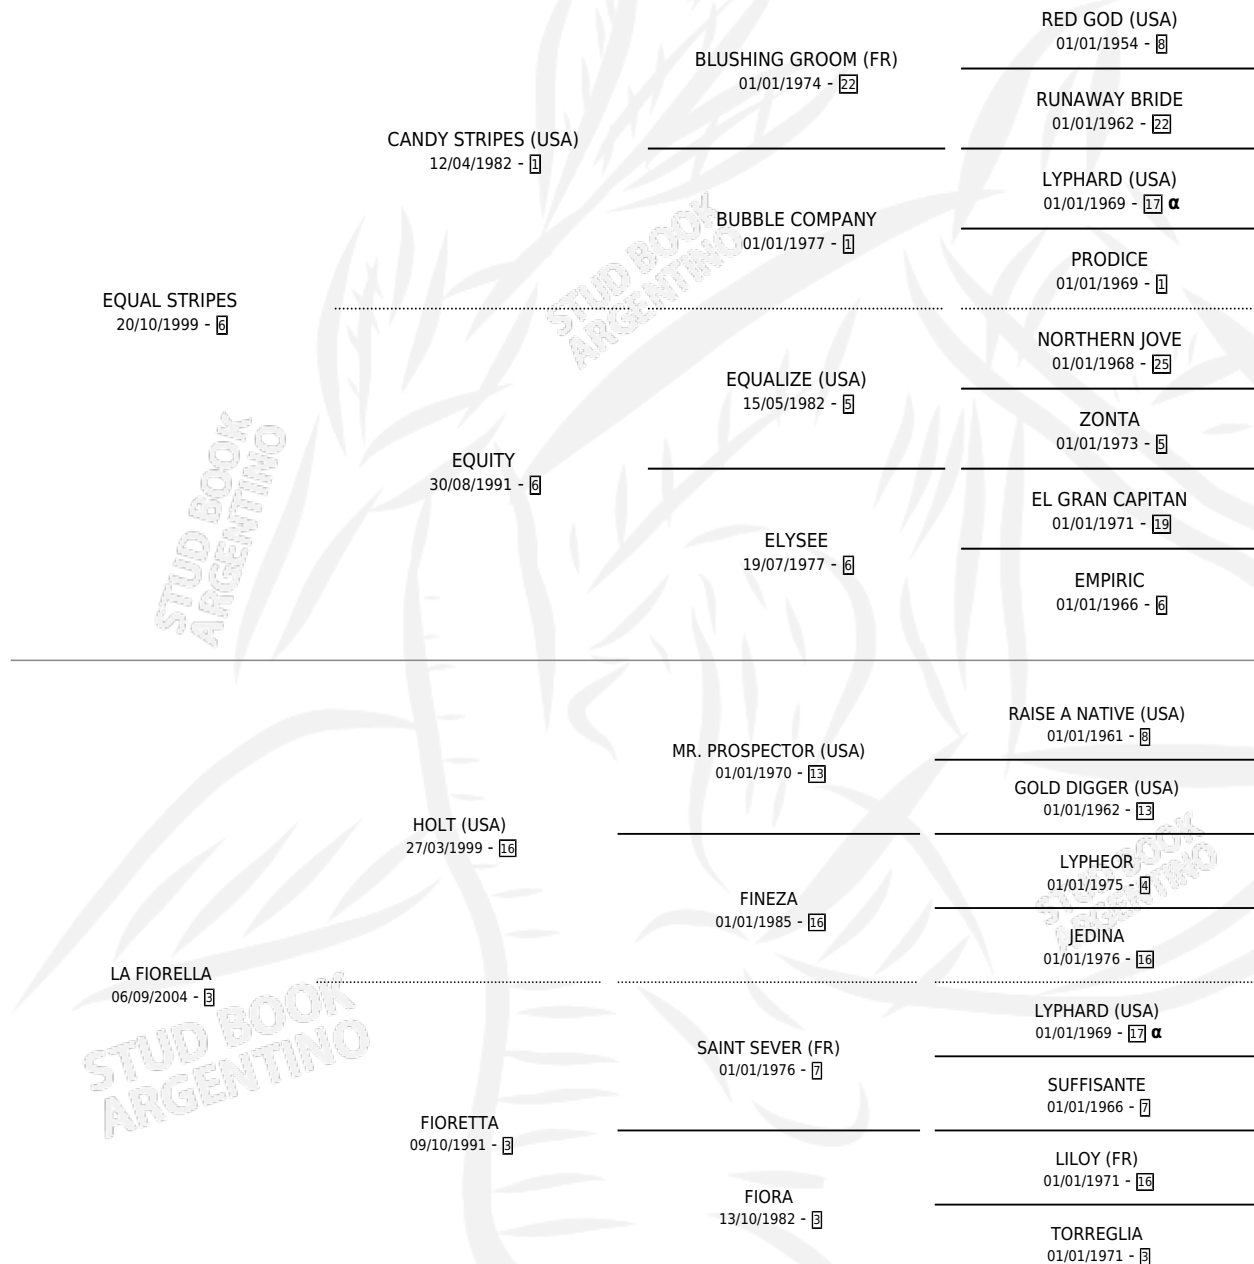 RED GOD (USA)
01/01/1954 - 8
BLUSHING GROOM (FR)
01/01/1974 - 22
RUNAWAY BRIDE
01/01/1962 - 22
CANDY STRIPES (USA)
12/04/1982 - 1
LYPHARD (USA)
01/01/1969 - 17 α
BUBBLE COMPANY
01/01/1977 - 1
PRODICE
01/01/1969 - 1
EQUAL STRIPES
20/10/1999 - 6
STUD BOOK
ARGENTINO
NORTHERN JOVE
01/01/1968 - 25
EQUALIZE (USA)
15/05/1982 - 5
ZONTA
01/01/1973 - 5
EQUITY
30/08/1991 - 6
EL GRAN CAPITAN
01/01/1971 - 19
ELYSEE
19/07/1977 - 6
EMPIRIC
01/01/1966 - 6
STUD BOOK
ARGENTINO
RAISE A NATIVE (USA)
01/01/1961 - 8
MR. PROSPECTOR (USA)
01/01/1970 - 13
GOLD DIGGER (USA)
01/01/1962 - 13
HOLT (USA)
27/03/1999 - 16
LYPHEOR
01/01/1975 - 4
FINEZA
01/01/1985 - 16
JEDINA
01/01/1976 - 16
STUD BOOK
ARGENTINO
LA FIORELLA
06/09/2004 - 3
LYPHARD (USA)
01/01/1969 - 17 α
SAINT SEVER (FR)
01/01/1976 - 7
SUFFISANTE
01/01/1966 - 7
STUD BOOK
ARGENTINO
FIORETTA
09/10/1991 - 3
LILOY (FR)
01/01/1971 - 16
FIORA
13/10/1982 - 3
TORREGLIA
01/01/1971 - 3